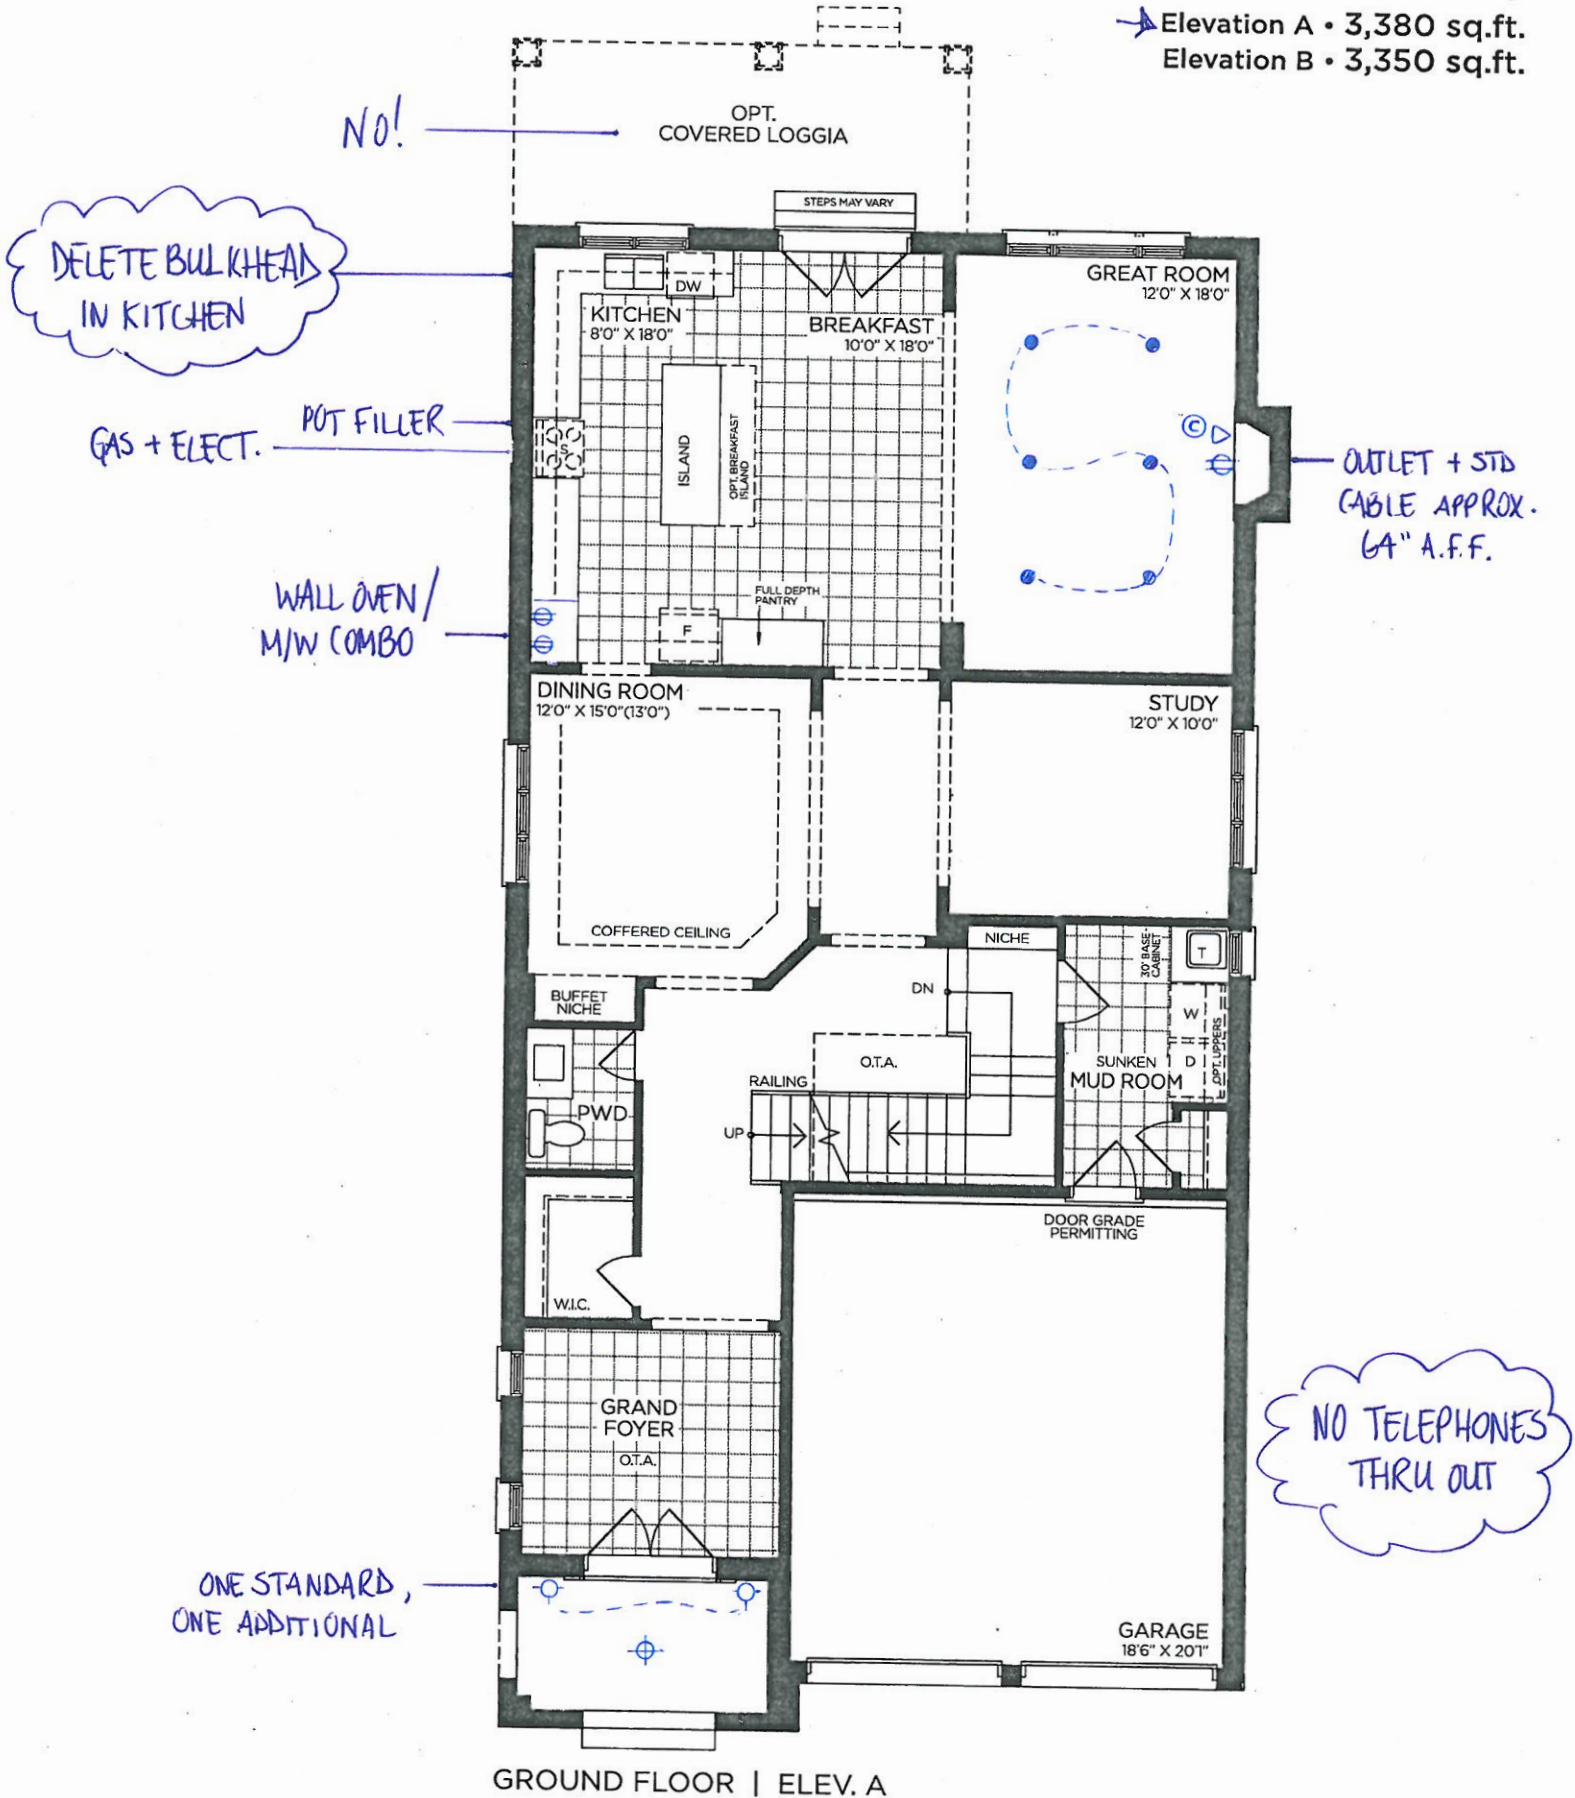 Elevation A • 3,380 sq.ft.
Elevation B • 3,350 sq.ft.
OPT.
COVERED LOGGIA
NO!
STEPS MAY VARY
DELETE BULKHEAD
IN KITCHEN
DW
KITCHEN
8'0" X 18'0"
BREAKFAST
10'0" X 18'0"
GREAT ROOM
12'0" X 18'0"
POT FILLER
GAS + ELECT.
S
ISLAND
OPT. BREAKFAST
ISLAND
C
OUTLET + STD
CABLE APPROX.
64" A.F.F.
WALL OVEN/
M/W COMBO
FULL DEPTH
PANTRY
F
DINING ROOM
12'0" X 15'0"(13'0")
STUDY
12'0" X 10'0"
COFFERED CEILING
NICHE
30' BASE-
CABINET
T
BUFFET
NICHE
DN
W
O.T.A.
SUNKEN
MUD ROOM
D
OPT. UPPERS
RAILING
PWD
UP
DOOR GRADE
PERMITTING
W.I.C.
GRAND
FOYER
O.T.A.
NO TELEPHONES
THRU OUT
ONE STANDARD,
ONE ADDITIONAL
GARAGE
18'6" X 20'1"
GROUND FLOOR | ELEV. A